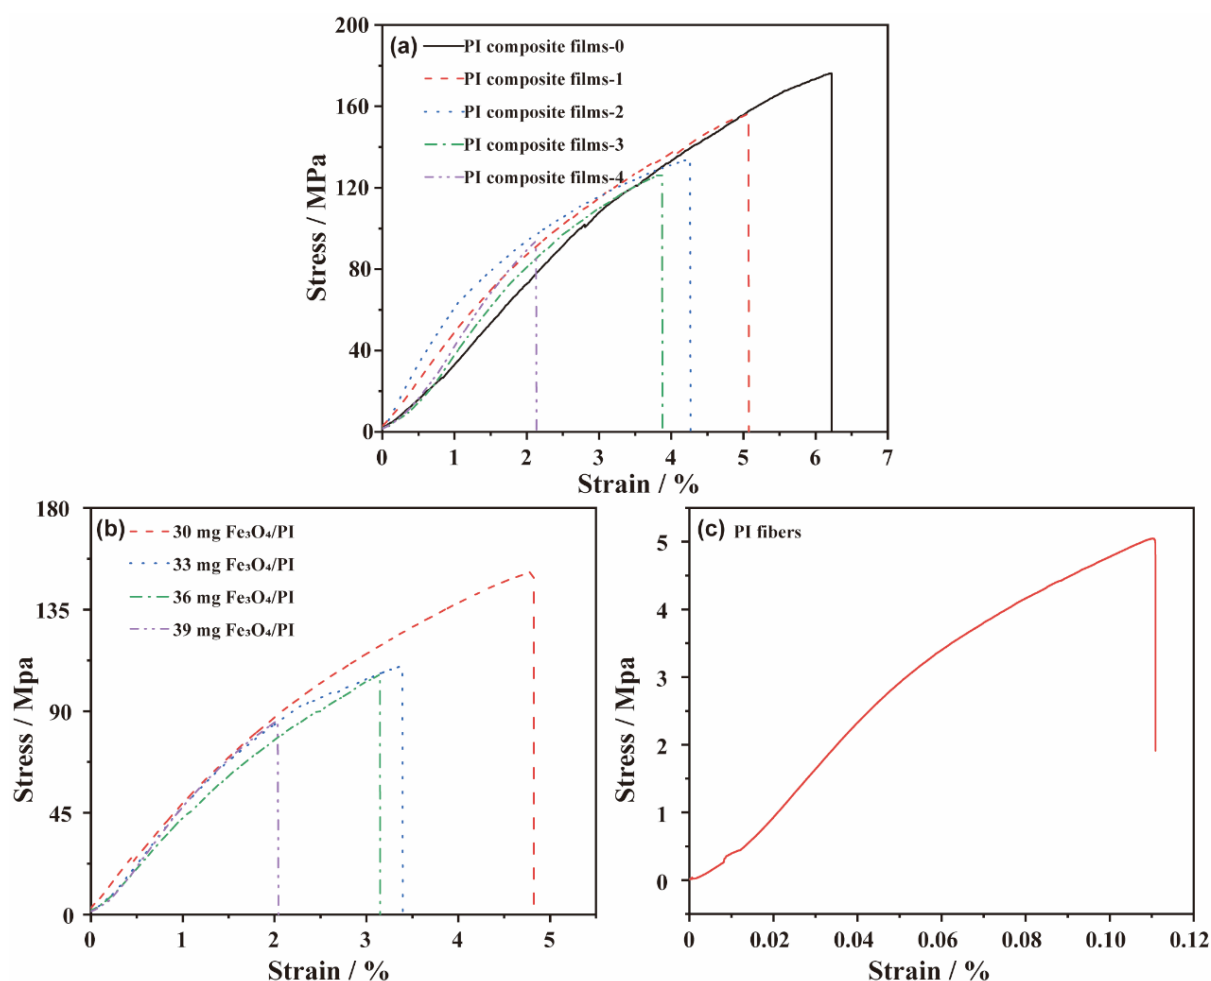 (a)
PI composite films-0
PI composite films-1
PI composite films-2
PI composite films-3
PI composite films-4
200
160
120
80
40
0
Stress / MPa
0 1 2 3 4 5 6 7
Strain / %
(b)
30 mg Fe₃O₄/PI
33 mg Fe₃O₄/PI
36 mg Fe₃O₄/PI
39 mg Fe₃O₄/PI
180
135
90
45
0
Stress / Mpa
0 1 2 3 4 5
Strain / %
(c) PI fibers
5
4
3
2
1
0
Stress / Mpa
0 0.02 0.04 0.06 0.08 0.10 0.12
Strain / %